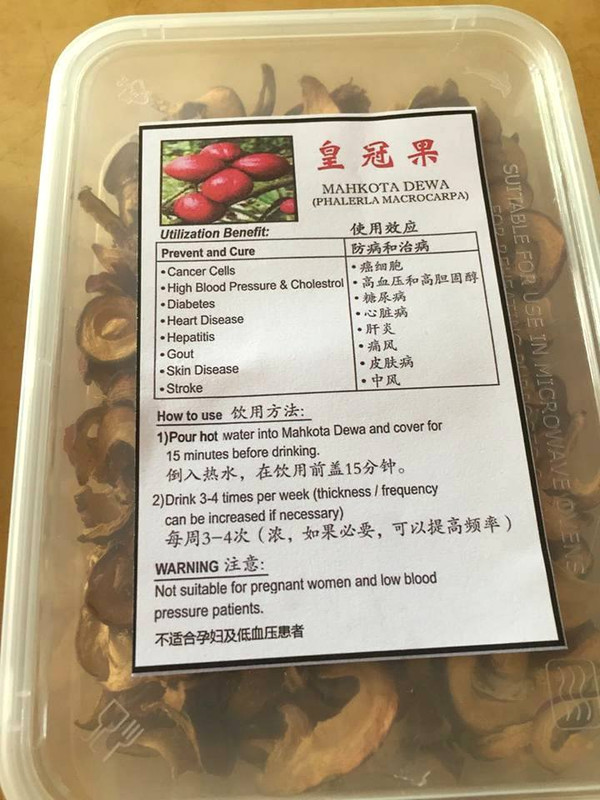 皇冠果
MAHKOTA DEWA
(PHALERLA MACROCARPA)
Utilization Benefit: 使用效应
Prevent and Cure 防病和治病
• Cancer Cells • 癌细胞
• High Blood Pressure & Cholestrol • 高血压和高胆固醇
• Diabetes • 糖尿病
• Heart Disease • 心脏病
• Hepatitis • 肝炎
• Gout • 痛风
• Skin Disease • 皮肤病
• Stroke • 中风
How to use 饮用方法:
1)Pour hot water into Mahkota Dewa and cover for
15 minutes before drinking.
倒入热水，在饮用前盖15分钟。
2)Drink 3-4 times per week (thickness / frequency
can be increased if necessary)
每周3-4次（浓，如果必要，可以提高频率）
WARNING 注意:
Not suitable for pregnant women and low blood
pressure patients.
不适合孕妇及低血压患者
SUITABLE FOR USE IN MICROWAVE OVENS